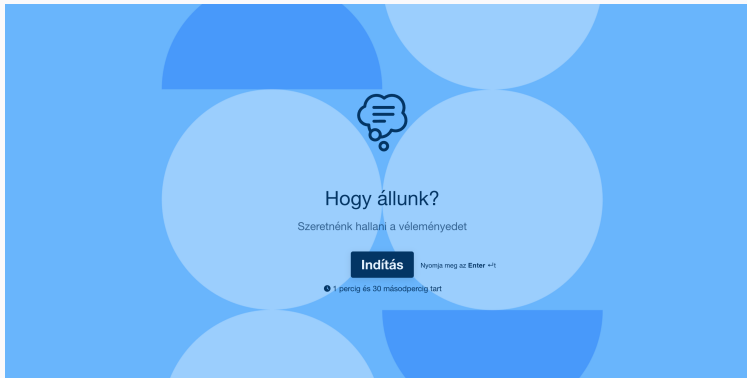 Hogy állunk?
Szeretnénk hallani a véleményedet
Indítás Nyomja meg az Enter ↵t
1 percig és 30 másodpercig tart